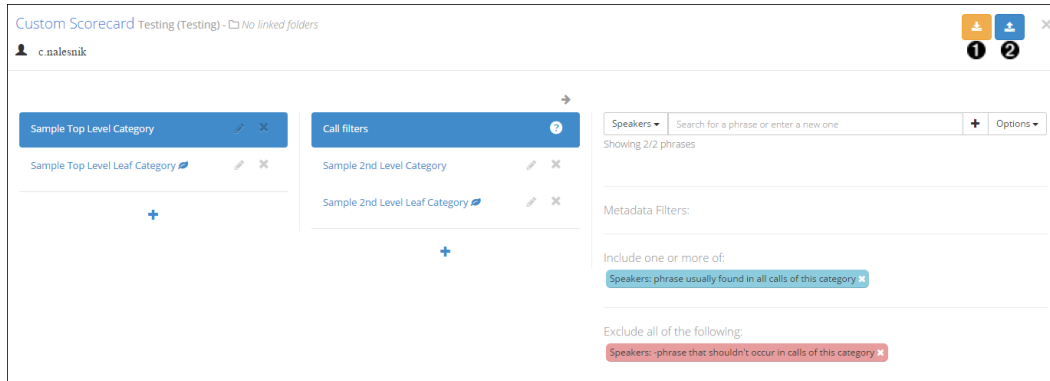 Custom Scorecard Testing (Testing) - No linked folders
c.nalesnik
1 2
Sample Top Level Category
Sample Top Level Leaf Category
Call filters
Sample 2nd Level Category
Sample 2nd Level Leaf Category
Speakers Search for a phrase or enter a new one Options
Showing 2/2 phrases
Metadata Filters:
Include one or more of:
Speakers: phrase usually found in all calls of this category
Exclude all of the following:
Speakers: -phrase that shouldn't occur in calls of this category